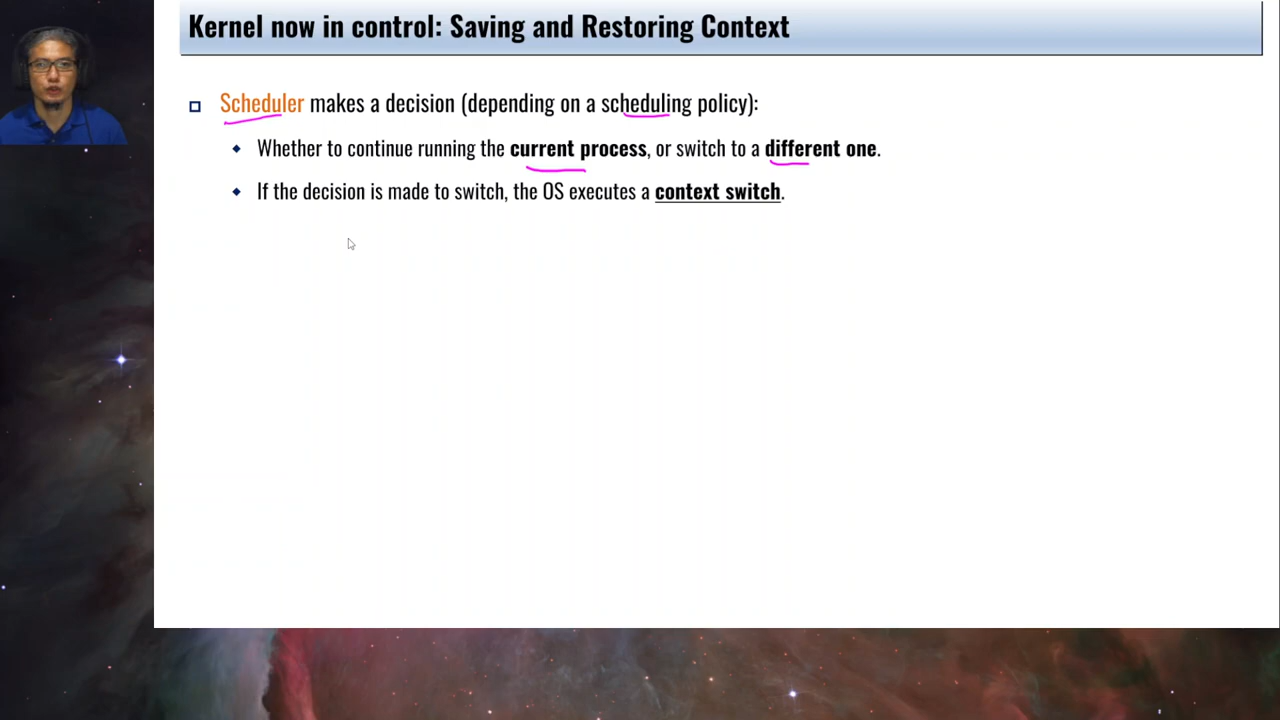 Kernel now in control: Saving and Restoring Context
Scheduler makes a decision (depending on a scheduling policy):
Whether to continue running the current process, or switch to a different one.
If the decision is made to switch, the OS executes a context switch.